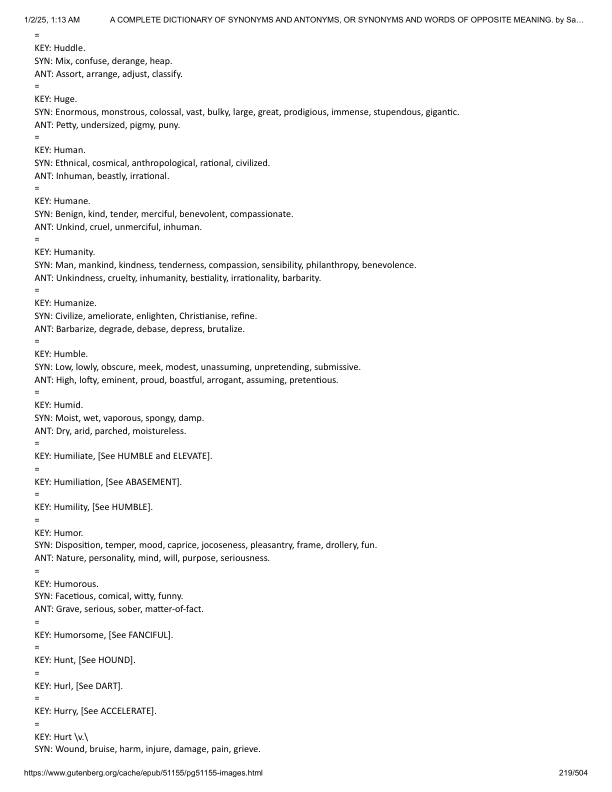 1/2/25, 1:13 AM A COMPLETE DICTIONARY OF SYNONYMS AND ANTONYMS, OR SYNONYMS AND WORDS OF OPPOSITE MEANING. by Sa…
=
KEY: Huddle.
SYN: Mix, confuse, derange, heap.
ANT: Assort, arrange, adjust, classify.
=
KEY: Huge.
SYN: Enormous, monstrous, colossal, vast, bulky, large, great, prodigious, immense, stupendous, gigantic.
ANT: Petty, undersized, pigmy, puny.
=
KEY: Human.
SYN: Ethnical, cosmical, anthropological, rational, civilized.
ANT: Inhuman, beastly, irrational.
=
KEY: Humane.
SYN: Benign, kind, tender, merciful, benevolent, compassionate.
ANT: Unkind, cruel, unmerciful, inhuman.
=
KEY: Humanity.
SYN: Man, mankind, kindness, tenderness, compassion, sensibility, philanthropy, benevolence.
ANT: Unkindness, cruelty, inhumanity, bestiality, irrationality, barbarity.
=
KEY: Humanize.
SYN: Civilize, ameliorate, enlighten, Christianise, refine.
ANT: Barbarize, degrade, debase, depress, brutalize.
=
KEY: Humble.
SYN: Low, lowly, obscure, meek, modest, unassuming, unpretending, submissive.
ANT: High, lofty, eminent, proud, boastful, arrogant, assuming, pretentious.
=
KEY: Humid.
SYN: Moist, wet, vaporous, spongy, damp.
ANT: Dry, arid, parched, moistureless.
=
KEY: Humiliate, [See HUMBLE and ELEVATE].
=
KEY: Humiliation, [See ABASEMENT].
=
KEY: Humility, [See HUMBLE].
=
KEY: Humor.
SYN: Disposition, temper, mood, caprice, jocoseness, pleasantry, frame, drollery, fun.
ANT: Nature, personality, mind, will, purpose, seriousness.
=
KEY: Humorous.
SYN: Facetious, comical, witty, funny.
ANT: Grave, serious, sober, matter-of-fact.
=
KEY: Humorsome, [See FANCIFUL].
=
KEY: Hunt, [See HOUND].
=
KEY: Hurl, [See DART].
=
KEY: Hurry, [See ACCELERATE].
=
KEY: Hurt \v.\
SYN: Wound, bruise, harm, injure, damage, pain, grieve.
https://www.gutenberg.org/cache/epub/51155/pg51155-images.html 219/504